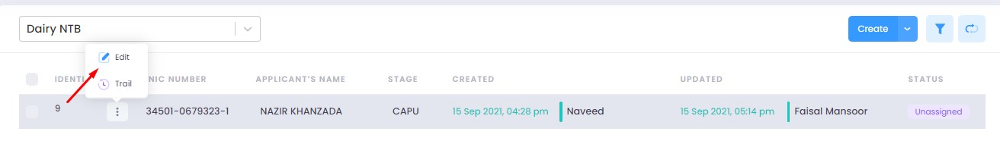 Dairy NTB
Create
Edit
Trail
IDENTI NIC NUMBER APPLICANT'S NAME STAGE CREATED UPDATED STATUS
9 34501-0679323-1 NAZIR KHANZADA CAPU 15 Sep 2021, 04:28 pm Naveed 15 Sep 2021, 05:14 pm Faisal Mansoor Unassigned